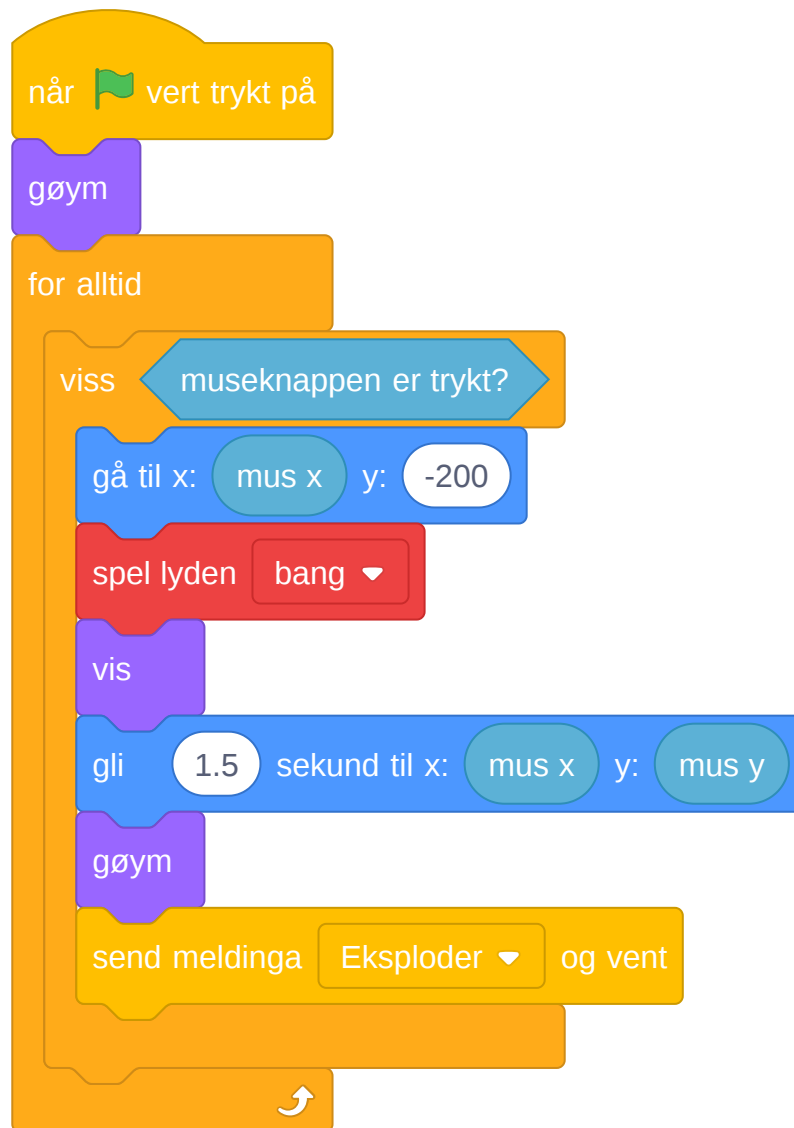 når vert trykt på
gøym
for alltid
viss museknappen er trykt?
gå til x: mus x y: -200
spel lyden bang
vis
gli 1.5 sekund til x: mus x y: mus y
gøym
send meldinga Eksploder og vent